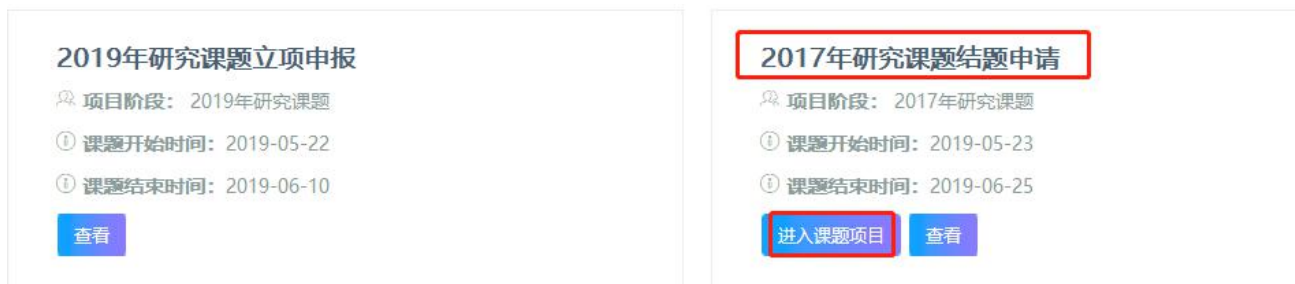 2019年研究课题立项申报
项目阶段： 2019年研究课题
课题开始时间：2019-05-22
课题结束时间：2019-06-10
查看
2017年研究课题结题申请
项目阶段： 2017年研究课题
课题开始时间：2019-05-23
课题结束时间：2019-06-25
进入课题项目 查看